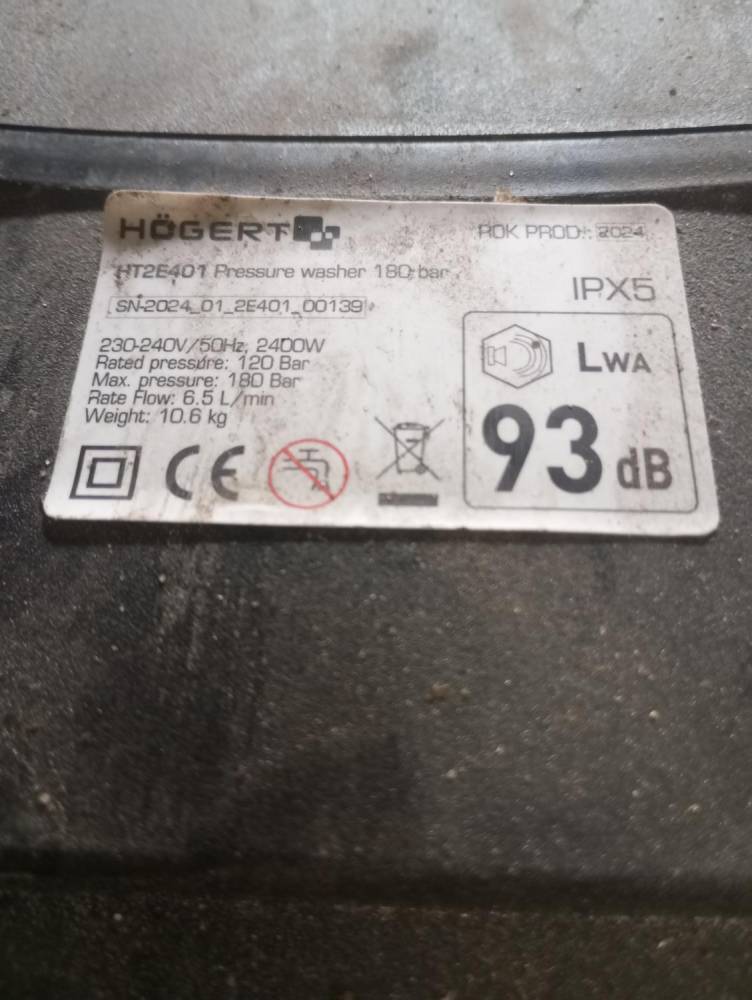 HÖGERT
ROK PROD.: 2024
HT2E401 Pressure washer 180 bar
IPX5
SN-2024_01_2E401_00139
230-240V/50Hz, 2400W
Rated pressure: 120 Bar
Max. pressure: 180 Bar
Rate Flow: 6.5 L/min
Weight: 10.6 kg
LWA
93 dB
CE